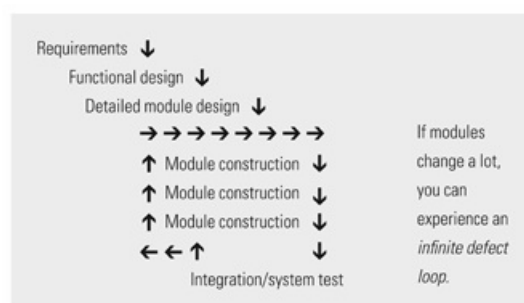 Requirements ↓
Functional design ↓
Detailed module design ↓
→ → → → → → → →
↑ Module construction ↓
↑ Module construction ↓
↑ Module construction ↓
← ← ↑ ↓
Integration/system test
If modules
change a lot,
you can
experience an
infinite defect
loop.